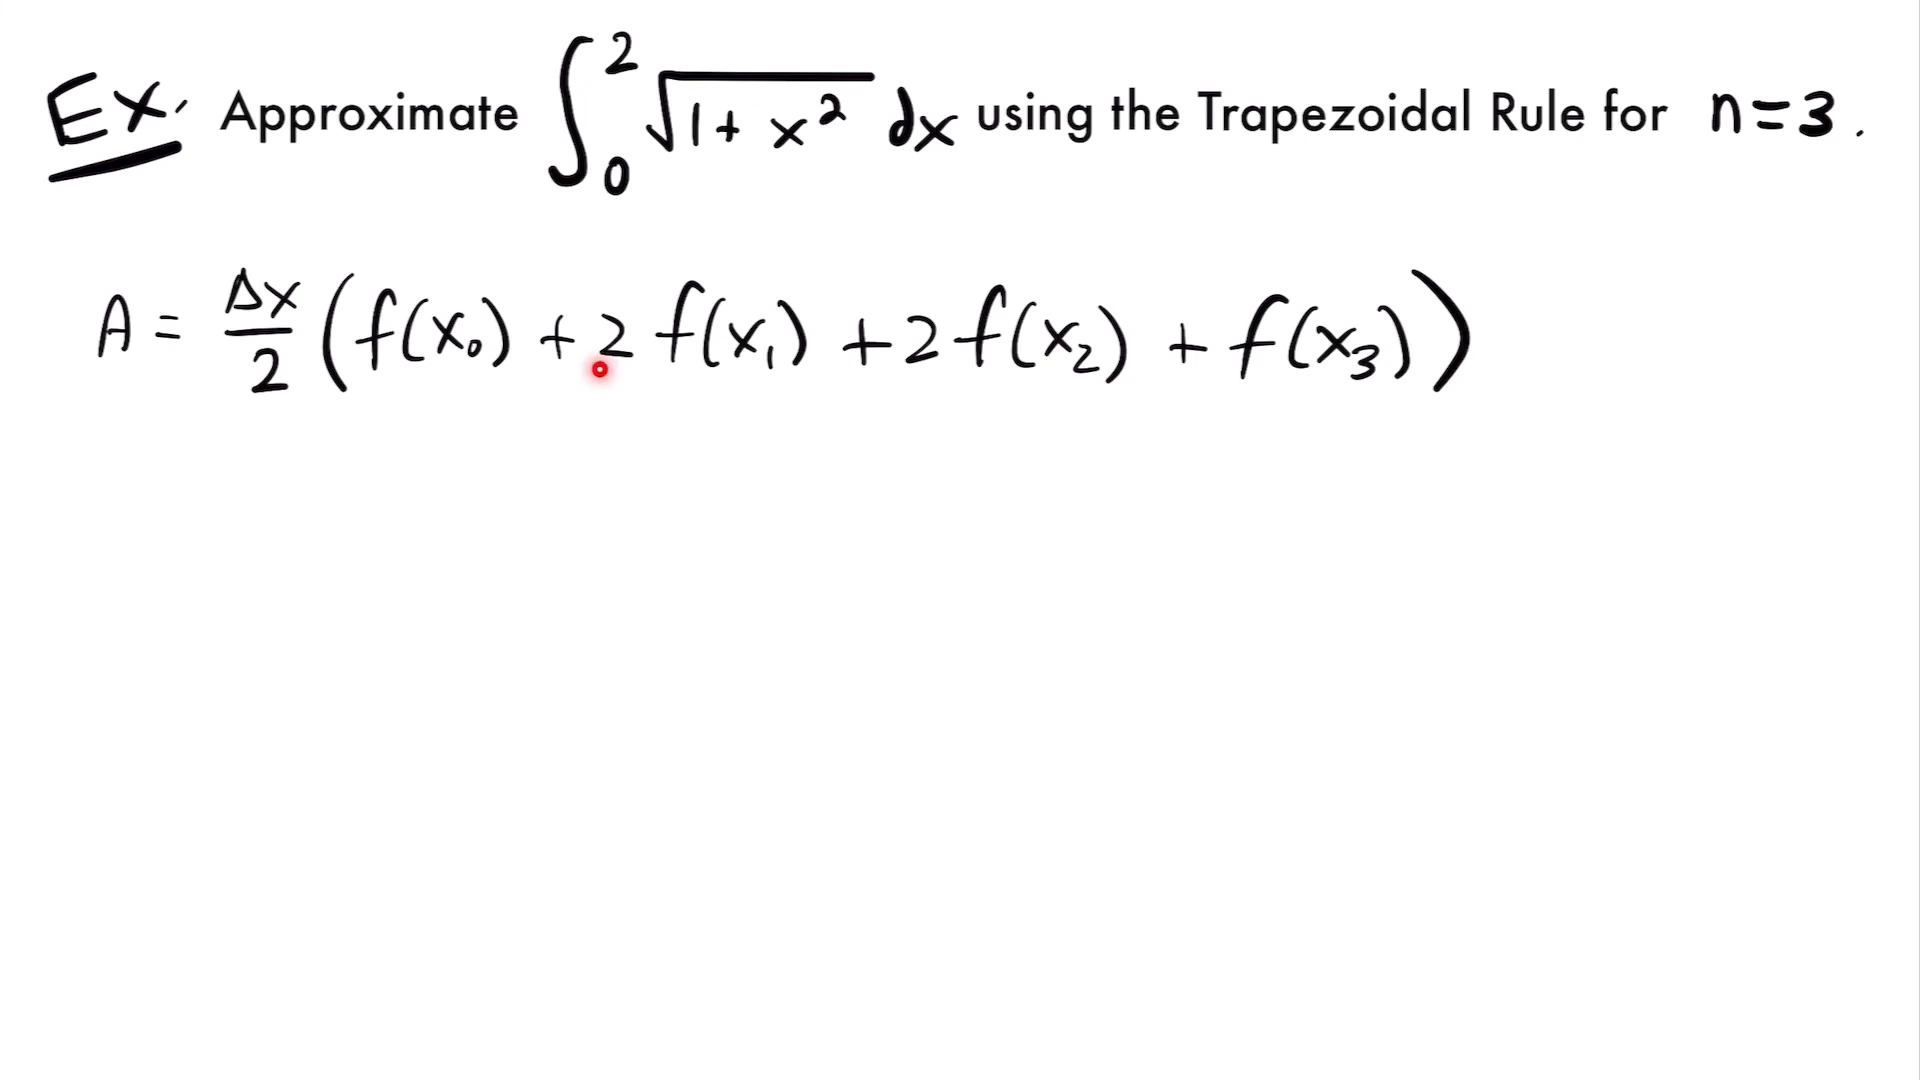 Ex. Approximate ∫₀² √(1 + x²) dx using the Trapezoidal Rule for n = 3 .
A = Δx/2 (f(x₀) + 2 f(x₁) + 2 f(x₂) + f(x₃))